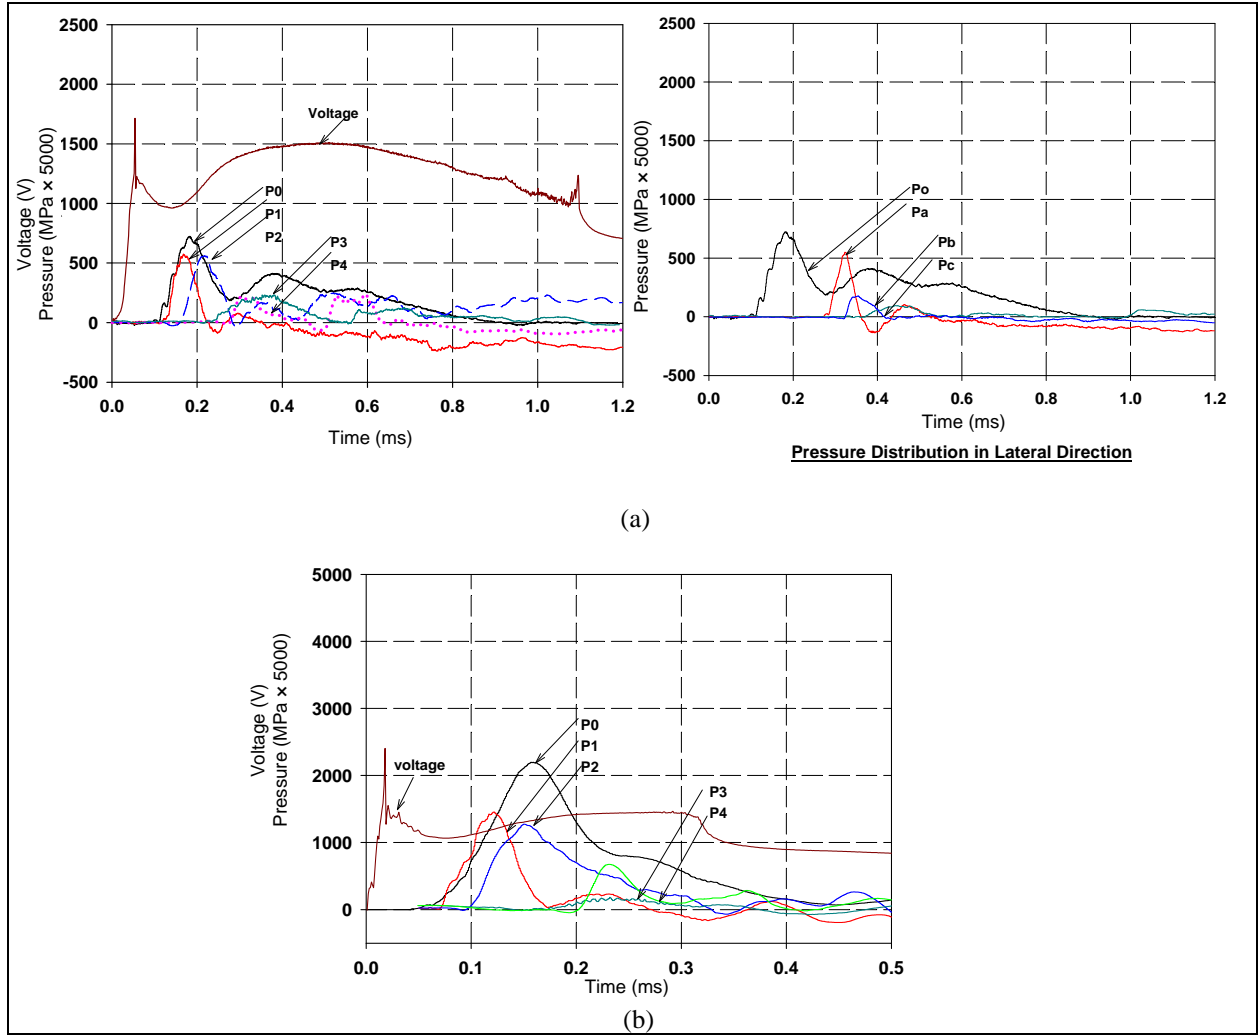 2500
2000
1500
1000
500
0
-500
Voltage (V)
Pressure (MPa × 5000)
Voltage
P0
P1
P2
P3
P4
0.0 0.2 0.4 0.6 0.8 1.0 1.2
Time (ms)
2500
2000
1500
1000
500
0
-500
Pressure (MPa × 5000)
Po
Pa
Pb
Pc
0.0 0.2 0.4 0.6 0.8 1.0 1.2
Time (ms)
Pressure Distribution in Lateral Direction
(a)
5000
4000
3000
2000
1000
0
Voltage (V)
Pressure (MPa × 5000)
voltage
P0
P1
P2
P3
P4
0.0 0.1 0.2 0.3 0.4 0.5
Time (ms)
(b)